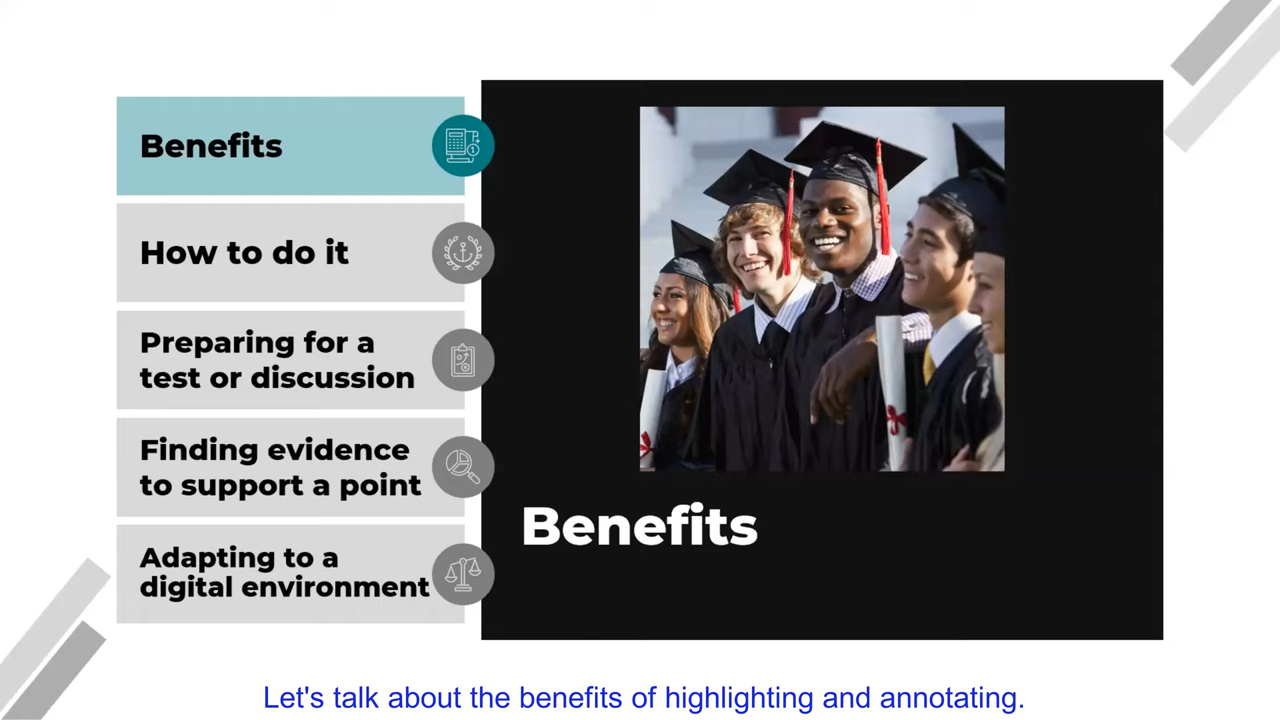 Benefits
How to do it
Preparing for a
test or discussion
Finding evidence
to support a point
Adapting to a
digital environment
Benefits
Let's talk about the benefits of highlighting and annotating.